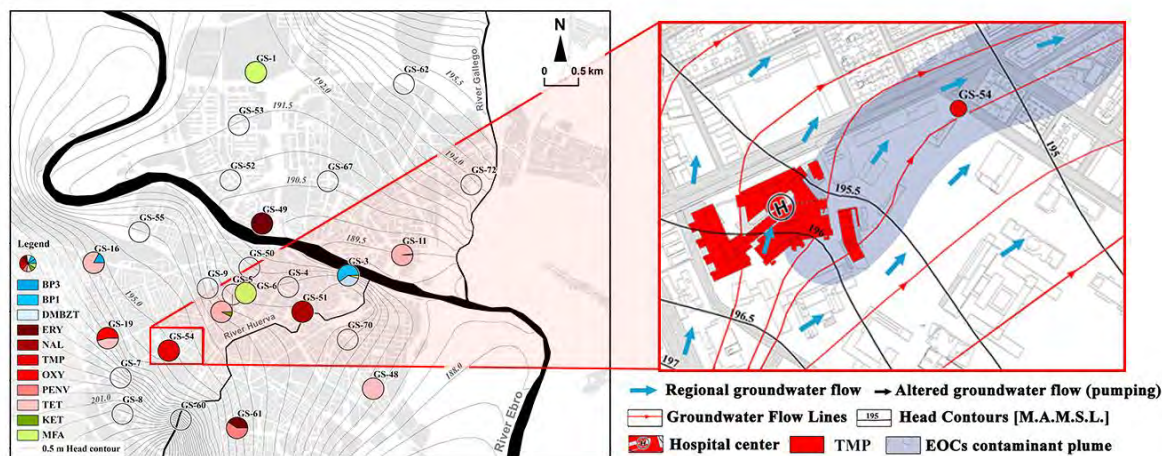 N
0 0.5 km
GS-1
GS-62
195.5
192.0
River Gallego
191.5
GS-53
GS-52
GS-67
194.0
GS-72
190.5
GS-49
GS-55
189.5
GS-11
GS-16
GS-50
GS-3
GS-9
GS-4
GS-5
GS-6
195.0
GS-51
River Huerva
GS-19
GS-54
GS-70
GS-7
GS-48
188.0
201.0
GS-8
GS-60
GS-61
River Ebro
Legend
BP3
BP1
DMBZT
ERY
NAL
TMP
OXY
PENV
TET
KET
MFA
0.5 m Head contour
GS-54
195
195.5
H
196.5
197
Regional groundwater flow
Altered groundwater flow (pumping)
Groundwater Flow Lines
195
Head Contours [M.A.M.S.L.]
H
Hospital center
TMP
EOCs contaminant plume